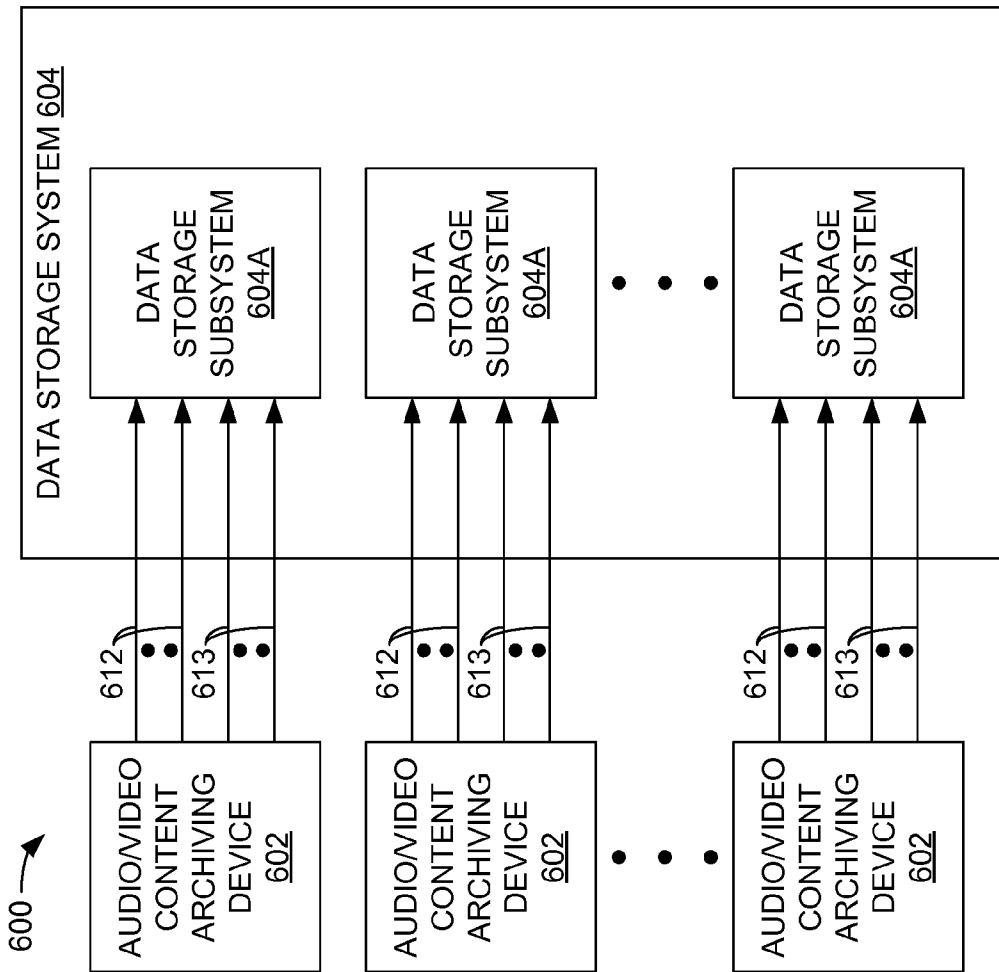 600
DATA STORAGE SYSTEM 604
AUDIO/VIDEO
CONTENT
ARCHIVING
DEVICE
602
612
613
DATA
STORAGE
SUBSYSTEM
604A
AUDIO/VIDEO
CONTENT
ARCHIVING
DEVICE
602
612
613
DATA
STORAGE
SUBSYSTEM
604A
AUDIO/VIDEO
CONTENT
ARCHIVING
DEVICE
602
612
613
DATA
STORAGE
SUBSYSTEM
604A